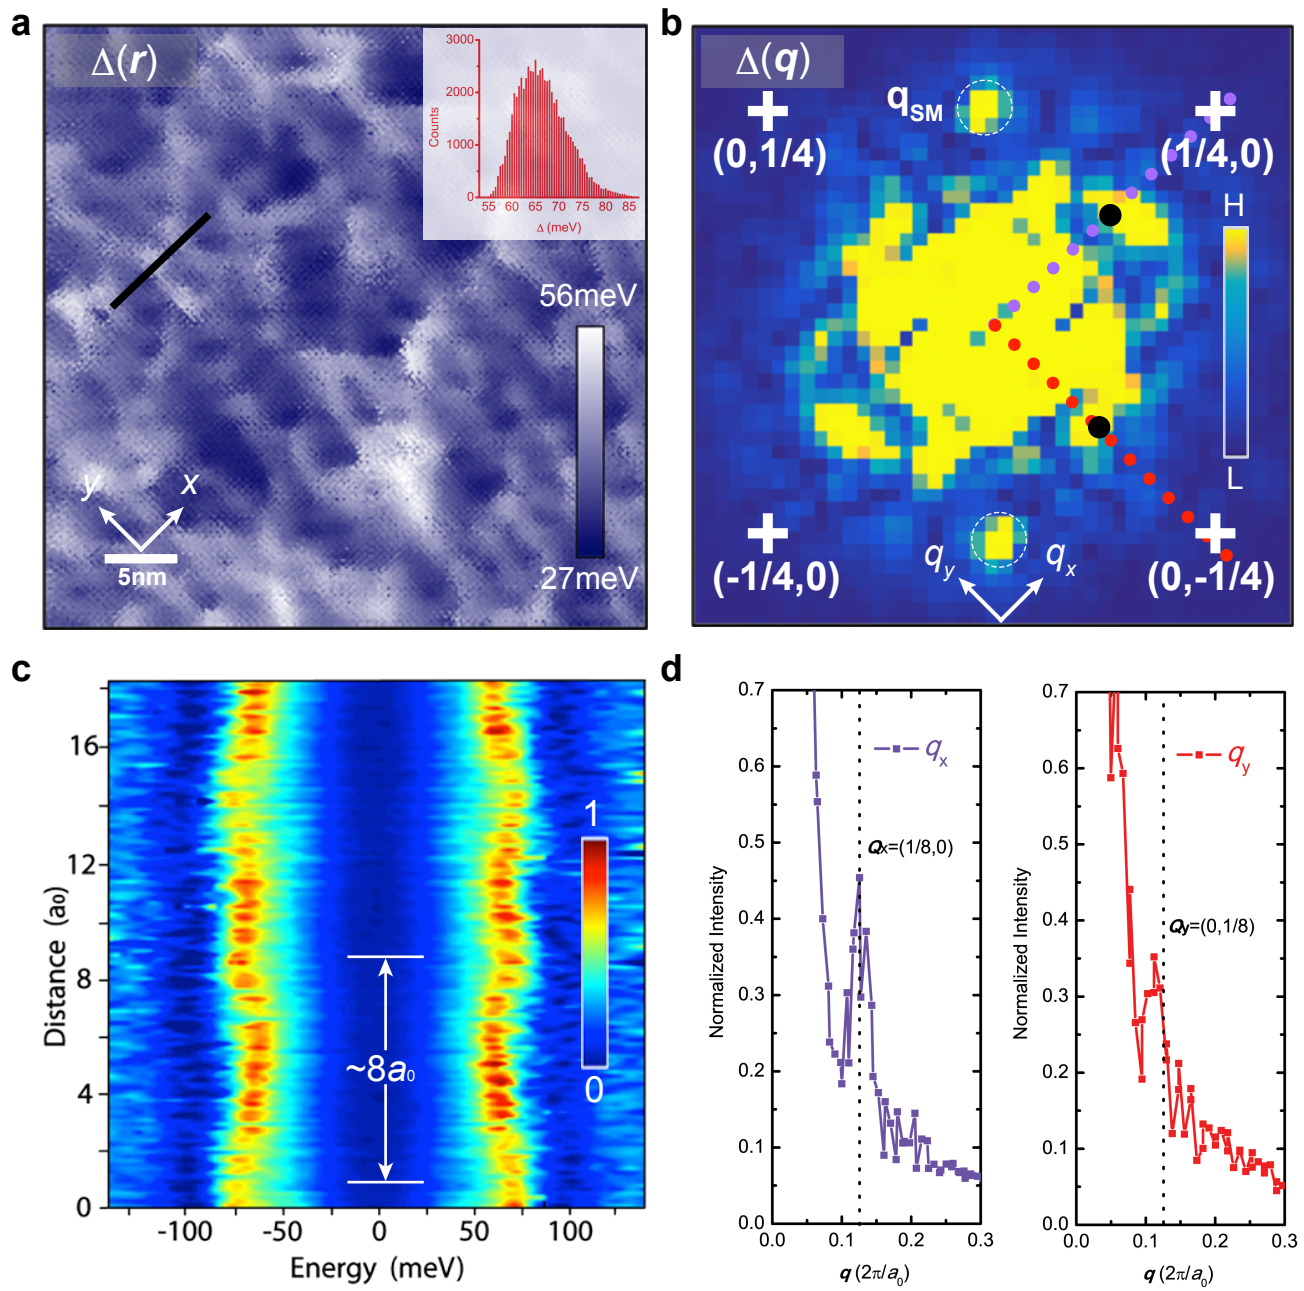 a
Δ(r)
3000
2000
1000
0
Counts
55 60 65 70 75 80 85
Δ (meV)
56meV
27meV
y
x
5nm
b
Δ(q)
qSM
(0,1/4)
(1/4,0)
H
L
(-1/4,0)
(0,-1/4)
qy
qx
c
16
12
8
4
0
Distance (a0)
-100 -50 0 50 100
Energy (meV)
~8a0
1
0
d
0.7
0.6
0.5
0.4
0.3
0.2
0.1
0.0
Normalized Intensity
qx
Qx=(1/8,0)
0.0 0.1 0.2 0.3
q (2π/a0)
0.7
0.6
0.5
0.4
0.3
0.2
0.1
0.0
Normalized Intensity
qy
Qy=(0,1/8)
0.0 0.1 0.2 0.3
q (2π/a0)